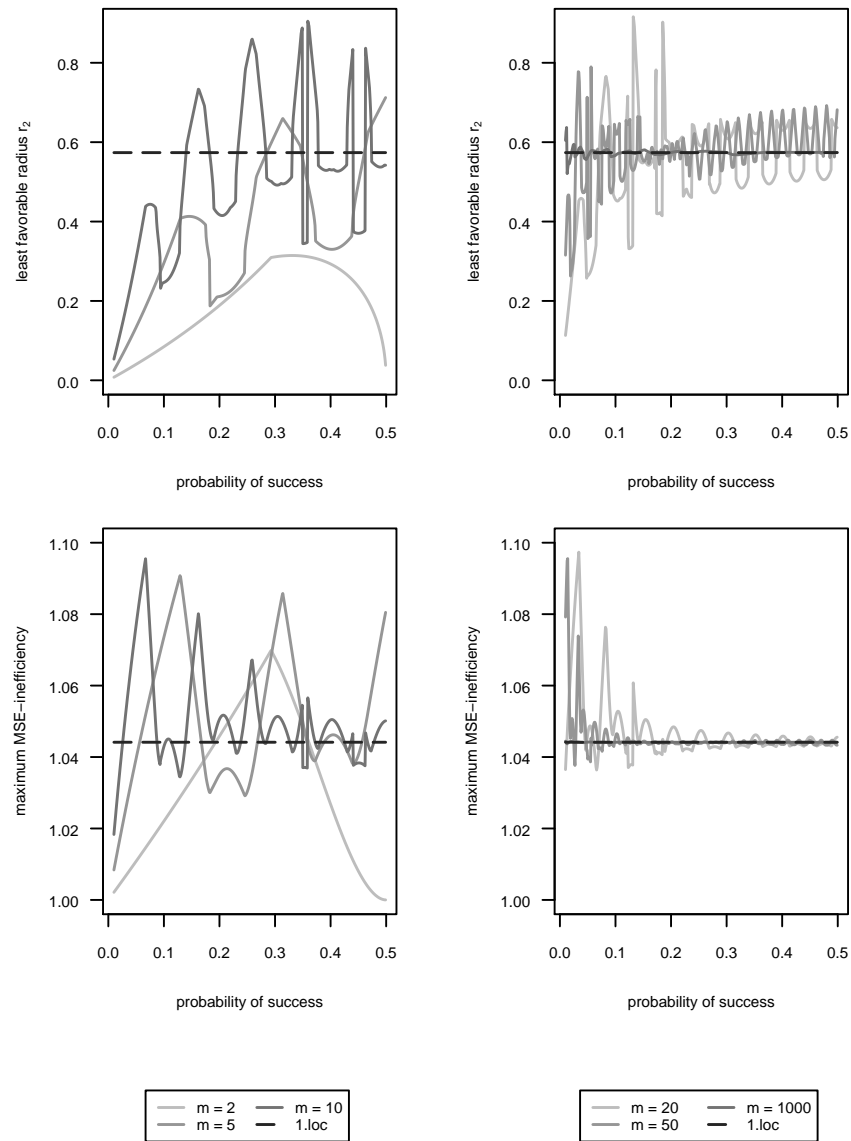 least favorable radius r2
0.8
0.6
0.4
0.2
0.0
0.0 0.1 0.2 0.3 0.4 0.5
probability of success
least favorable radius r2
0.8
0.6
0.4
0.2
0.0
0.0 0.1 0.2 0.3 0.4 0.5
probability of success
maximum MSE−inefficiency
1.10
1.08
1.06
1.04
1.02
1.00
0.0 0.1 0.2 0.3 0.4 0.5
probability of success
maximum MSE−inefficiency
1.10
1.08
1.06
1.04
1.02
1.00
0.0 0.1 0.2 0.3 0.4 0.5
probability of success
m = 2 m = 10
m = 5 1.loc
m = 20 m = 1000
m = 50 1.loc